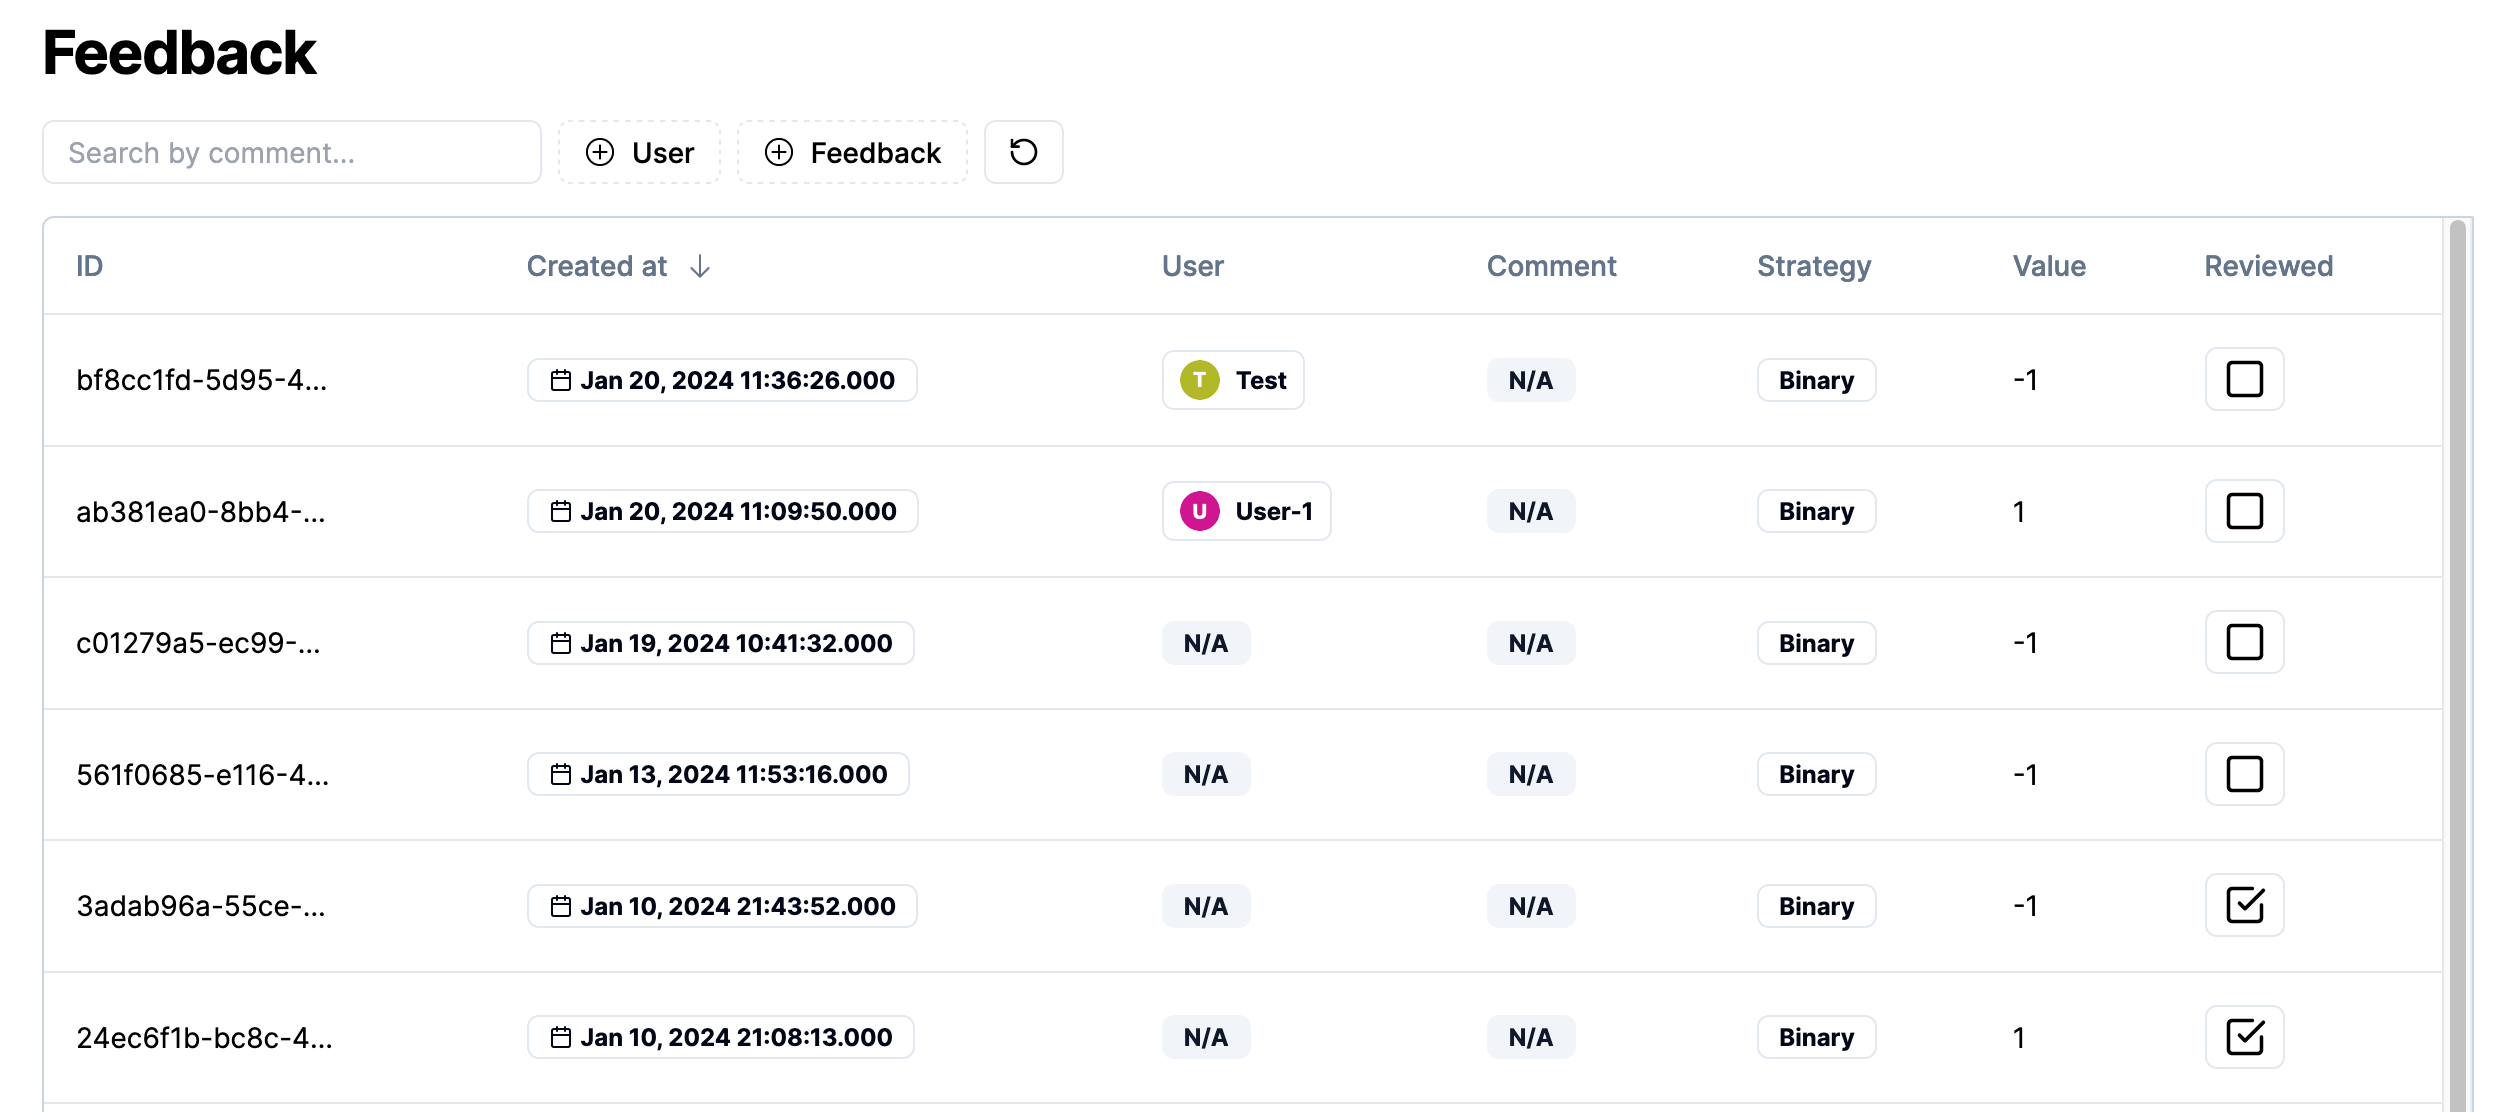 Feedback
Search by comment... User Feedback
ID Created at User Comment Strategy Value Reviewed
bf8cc1fd-5d95-4... Jan 20, 2024 11:36:26.000 T Test N/A Binary -1
ab381ea0-8bb4-... Jan 20, 2024 11:09:50.000 U User-1 N/A Binary 1
c01279a5-ec99-... Jan 19, 2024 10:41:32.000 N/A N/A Binary -1
561f0685-e116-4... Jan 13, 2024 11:53:16.000 N/A N/A Binary -1
3adab96a-55ce-... Jan 10, 2024 21:43:52.000 N/A N/A Binary -1
24ec6f1b-bc8c-4... Jan 10, 2024 21:08:13.000 N/A N/A Binary 1